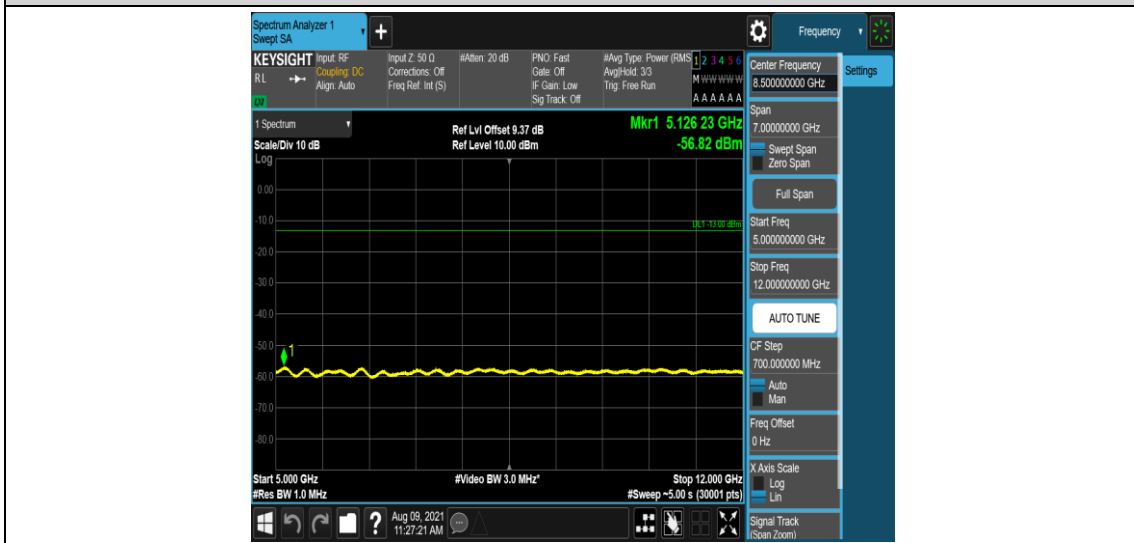 Spectrum Analyzer 1
Swept SA
+
Frequency
KEYSIGHT
RL
LXI
Input: RF
Coupling: DC
Align: Auto
Input Z: 50 Ω
Corrections: Off
Freq Ref: Int (S)
#Atten: 20 dB
PNO: Fast
Gate: Off
IF Gain: Low
Sig Track: Off
#Avg Type: Power (RMS
Avg|Hold: 3/3
Trig: Free Run
1 2 3 4 5 6
M W W W W W
A A A A A A
1 Spectrum
Scale/Div 10 dB
Ref Lvl Offset 9.37 dB
Ref Level 10.00 dBm
Mkr1 5.126 23 GHz
-56.82 dBm
Log
0.00
-10.0
-20.0
-30.0
-40.0
-50.0
-60.0
-70.0
-80.0
DL1 -13.00 dBm
1
Start 5.000 GHz
#Res BW 1.0 MHz
#Video BW 3.0 MHz*
Stop 12.000 GHz
#Sweep ~5.00 s (30001 pts)
?
Aug 09, 2021
11:27:21 AM
Center Frequency
8.500000000 GHz
Span
7.00000000 GHz
Swept Span
Zero Span
Full Span
Start Freq
5.000000000 GHz
Stop Freq
12.000000000 GHz
AUTO TUNE
CF Step
700.000000 MHz
Auto
Man
Freq Offset
0 Hz
X Axis Scale
Log
Lin
Signal Track
(Span Zoom)
Settings